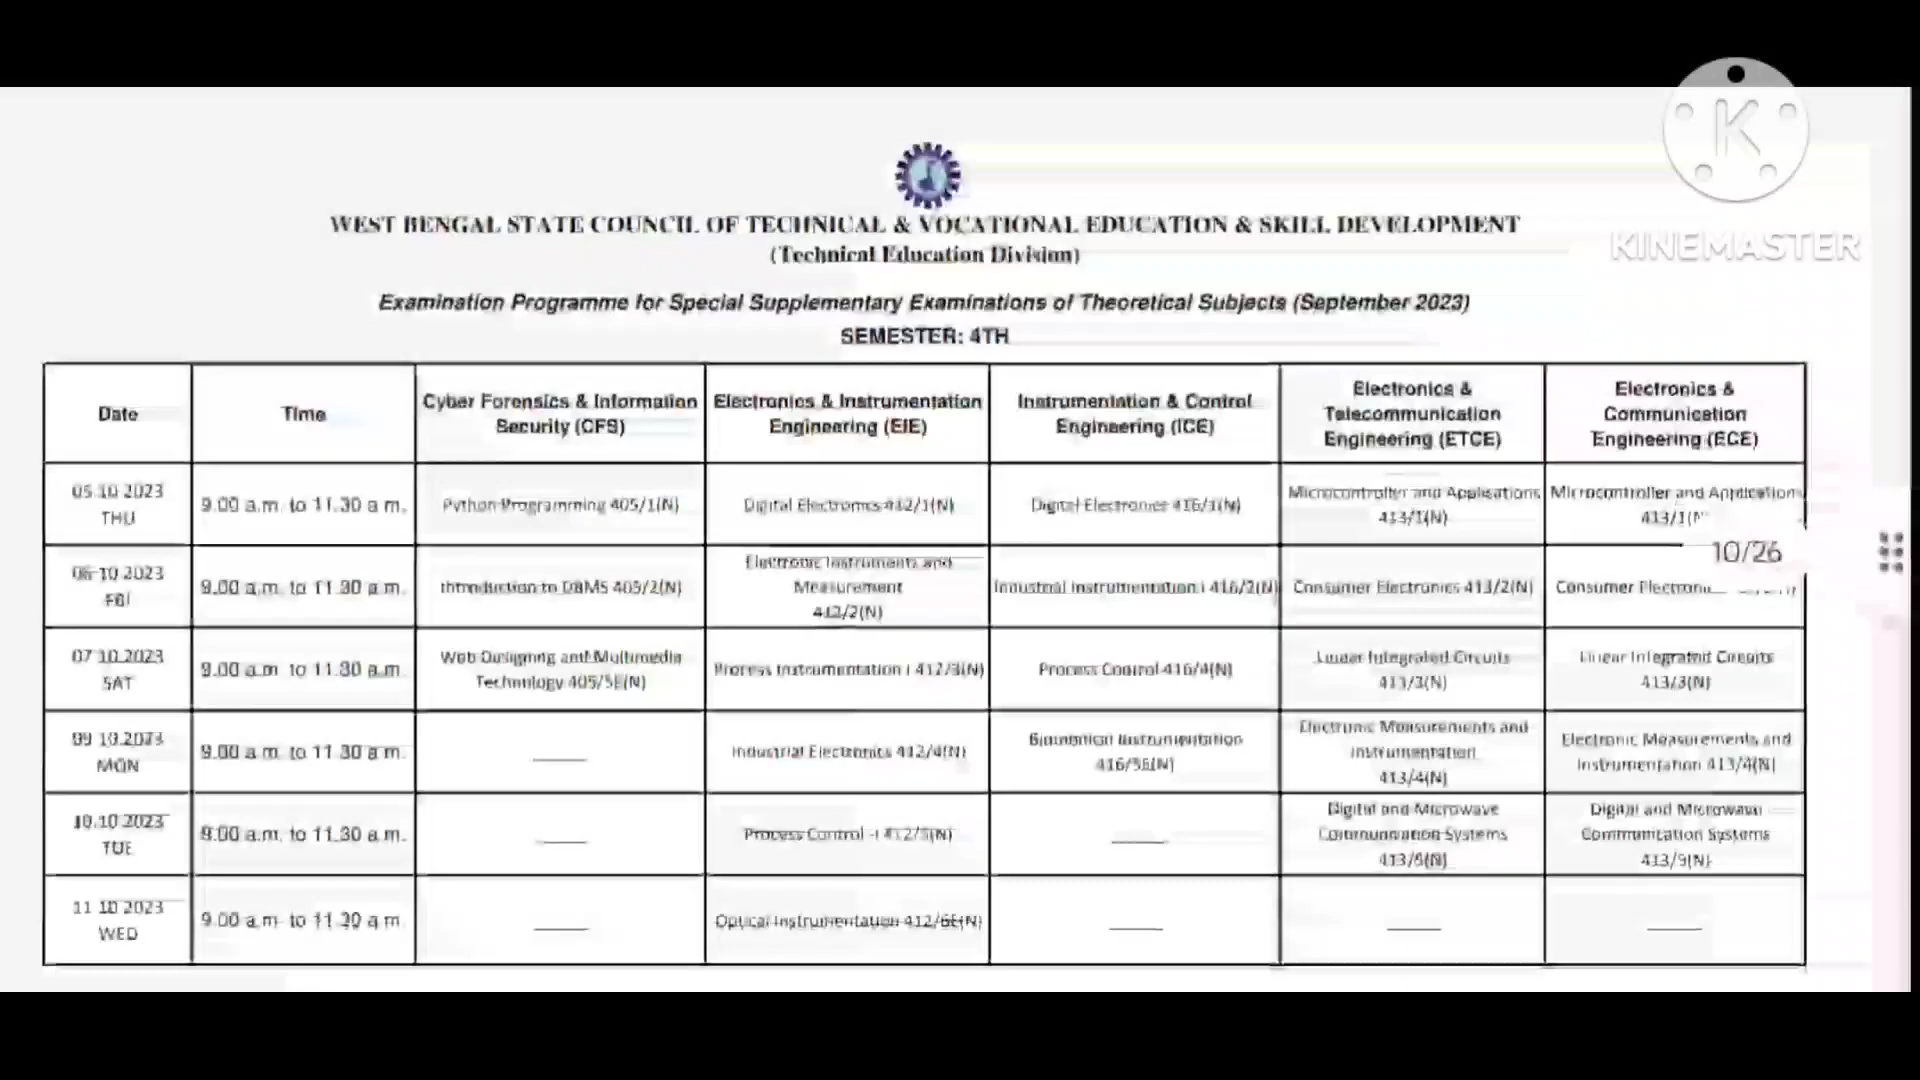 K
KINEMASTER
WEST BENGAL STATE COUNCIL OF TECHNICAL & VOCATIONAL EDUCATION & SKILL DEVELOPMENT
(Technical Education Division)
Examination Programme for Special Supplementary Examinations of Theoretical Subjects (September 2023)
SEMESTER: 4TH
Date
Time
Cyber Forensics & Information
Security (CFS)
Electronics & Instrumentation
Engineering (EIE)
Instrumentation & Control
Engineering (ICE)
Electronics &
Telecommunication
Engineering (ETCE)
Electronics &
Communication
Engineering (ECE)
05.10.2023
THU
9.00 a.m. to 11.30 a.m.
Python Programming 405/1(N)
Digital Electronics 412/1(N)
Digital Electronics 416/1(N)
Microcontroller and Applications
413/1(N)
Microcontroller and Applications
413/1(N
10/26
06.10.2023
FRI
9.00 a.m. to 11.30 a.m.
Introduction to DBMS 405/2(N)
Electronic Instruments and
Measurement
412/2(N)
Industrial Instrumentation I 416/2(N)
Consumer Electronics 413/2(N)
Consumer
07.10.2023
SAT
9.00 a.m. to 11.30 a.m.
Web Designing and Multimedia
Technology 405/5E(N)
Process Instrumentation I 412/3(N)
Process Control 416/4(N)
Linear Integrated Circuits
413/3(N)
Linear Integrated Circuits
413/3(N)
09.10.2023
MON
9.00 a.m. to 11.30 a.m.
Industrial Electronics 412/4(N)
Biomedical Instrumentation
416/5E(N)
Electronic Measurements and
Instrumentation
413/4(N)
Electronic Measurements and
Instrumentation 413/4(N)
10.10.2023
TUE
9.00 a.m. to 11.30 a.m.
Process Control - I 412/5(N)
Digital and Microwave
Communication Systems
Digital and Microwave
Communication Systems
11.10.2023
WED
9.00 a.m. to 11.30 a.m.
Optical Instrumentation 412/6E(N)